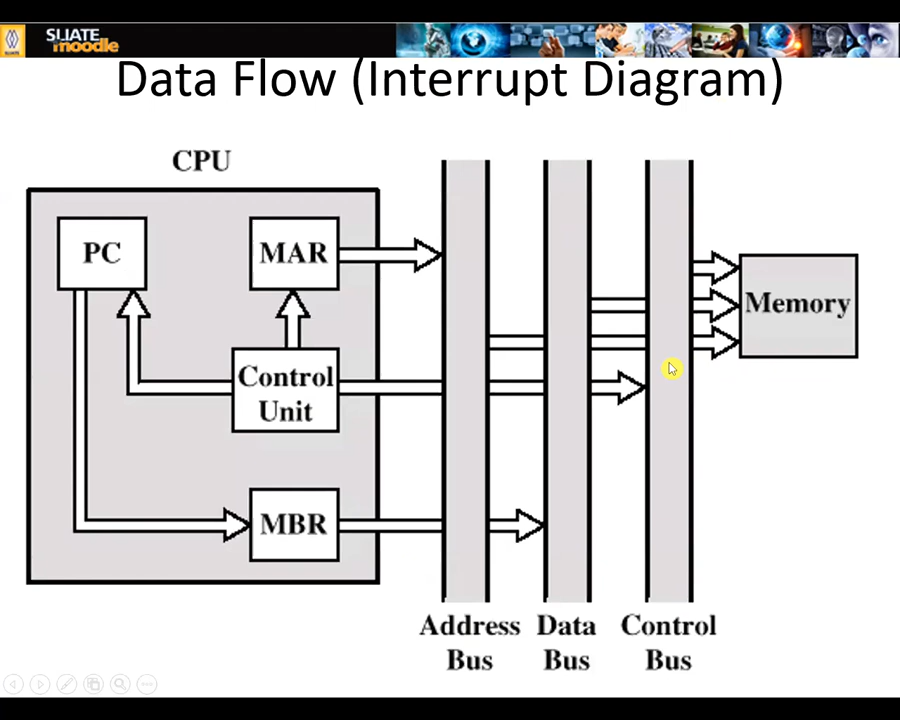 SLIATE
moodle
SLIATE
Data Flow (Interrupt Diagram)
CPU
PC
MAR
Memory
Control
Unit
MBR
Address
Bus
Data
Bus
Control
Bus